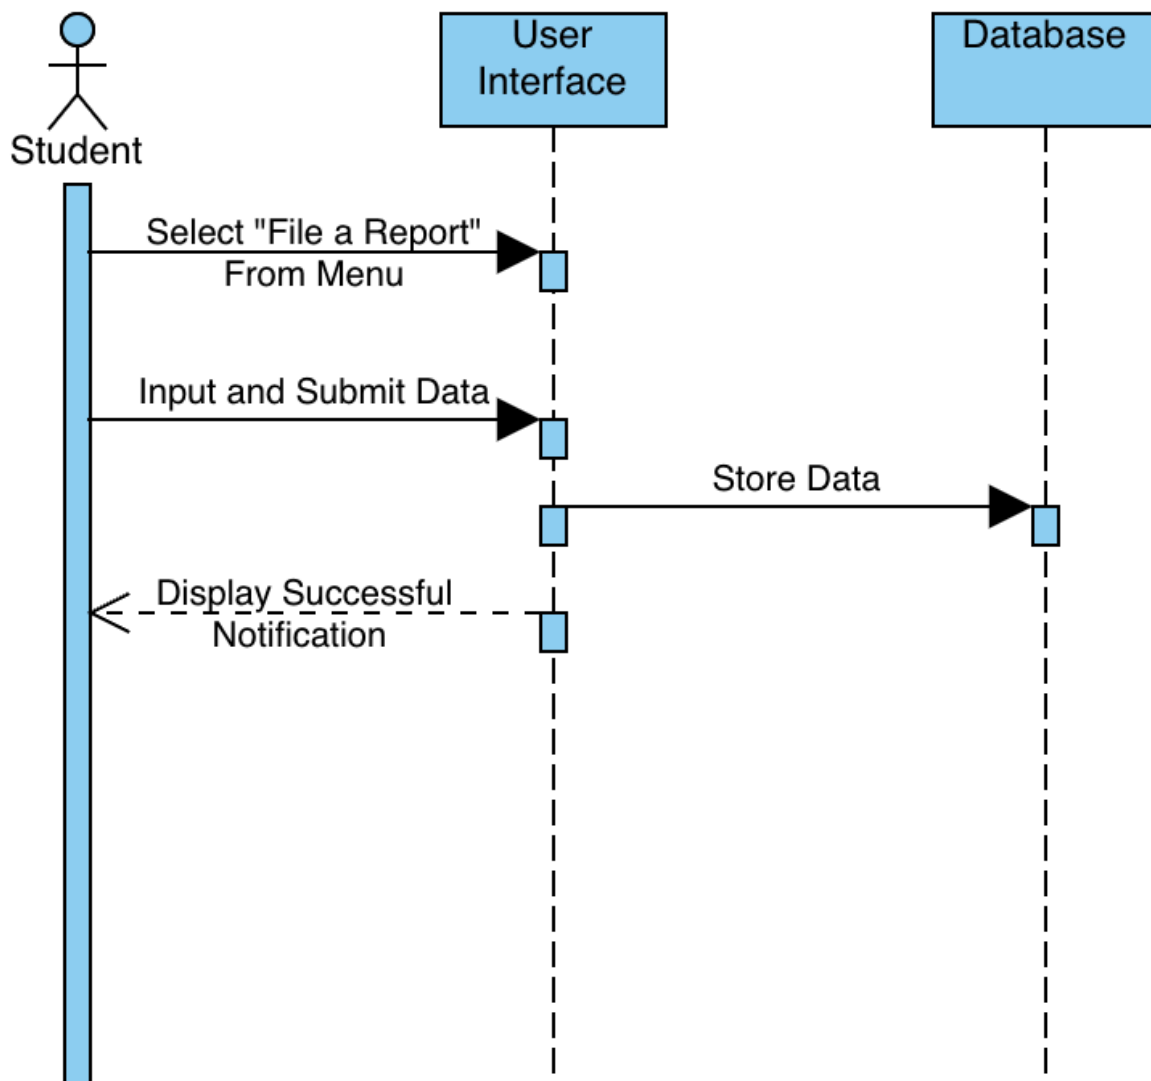 User
Interface
Database
Student
Select "File a Report"
From Menu
Input and Submit Data
Store Data
Display Successful
Notification